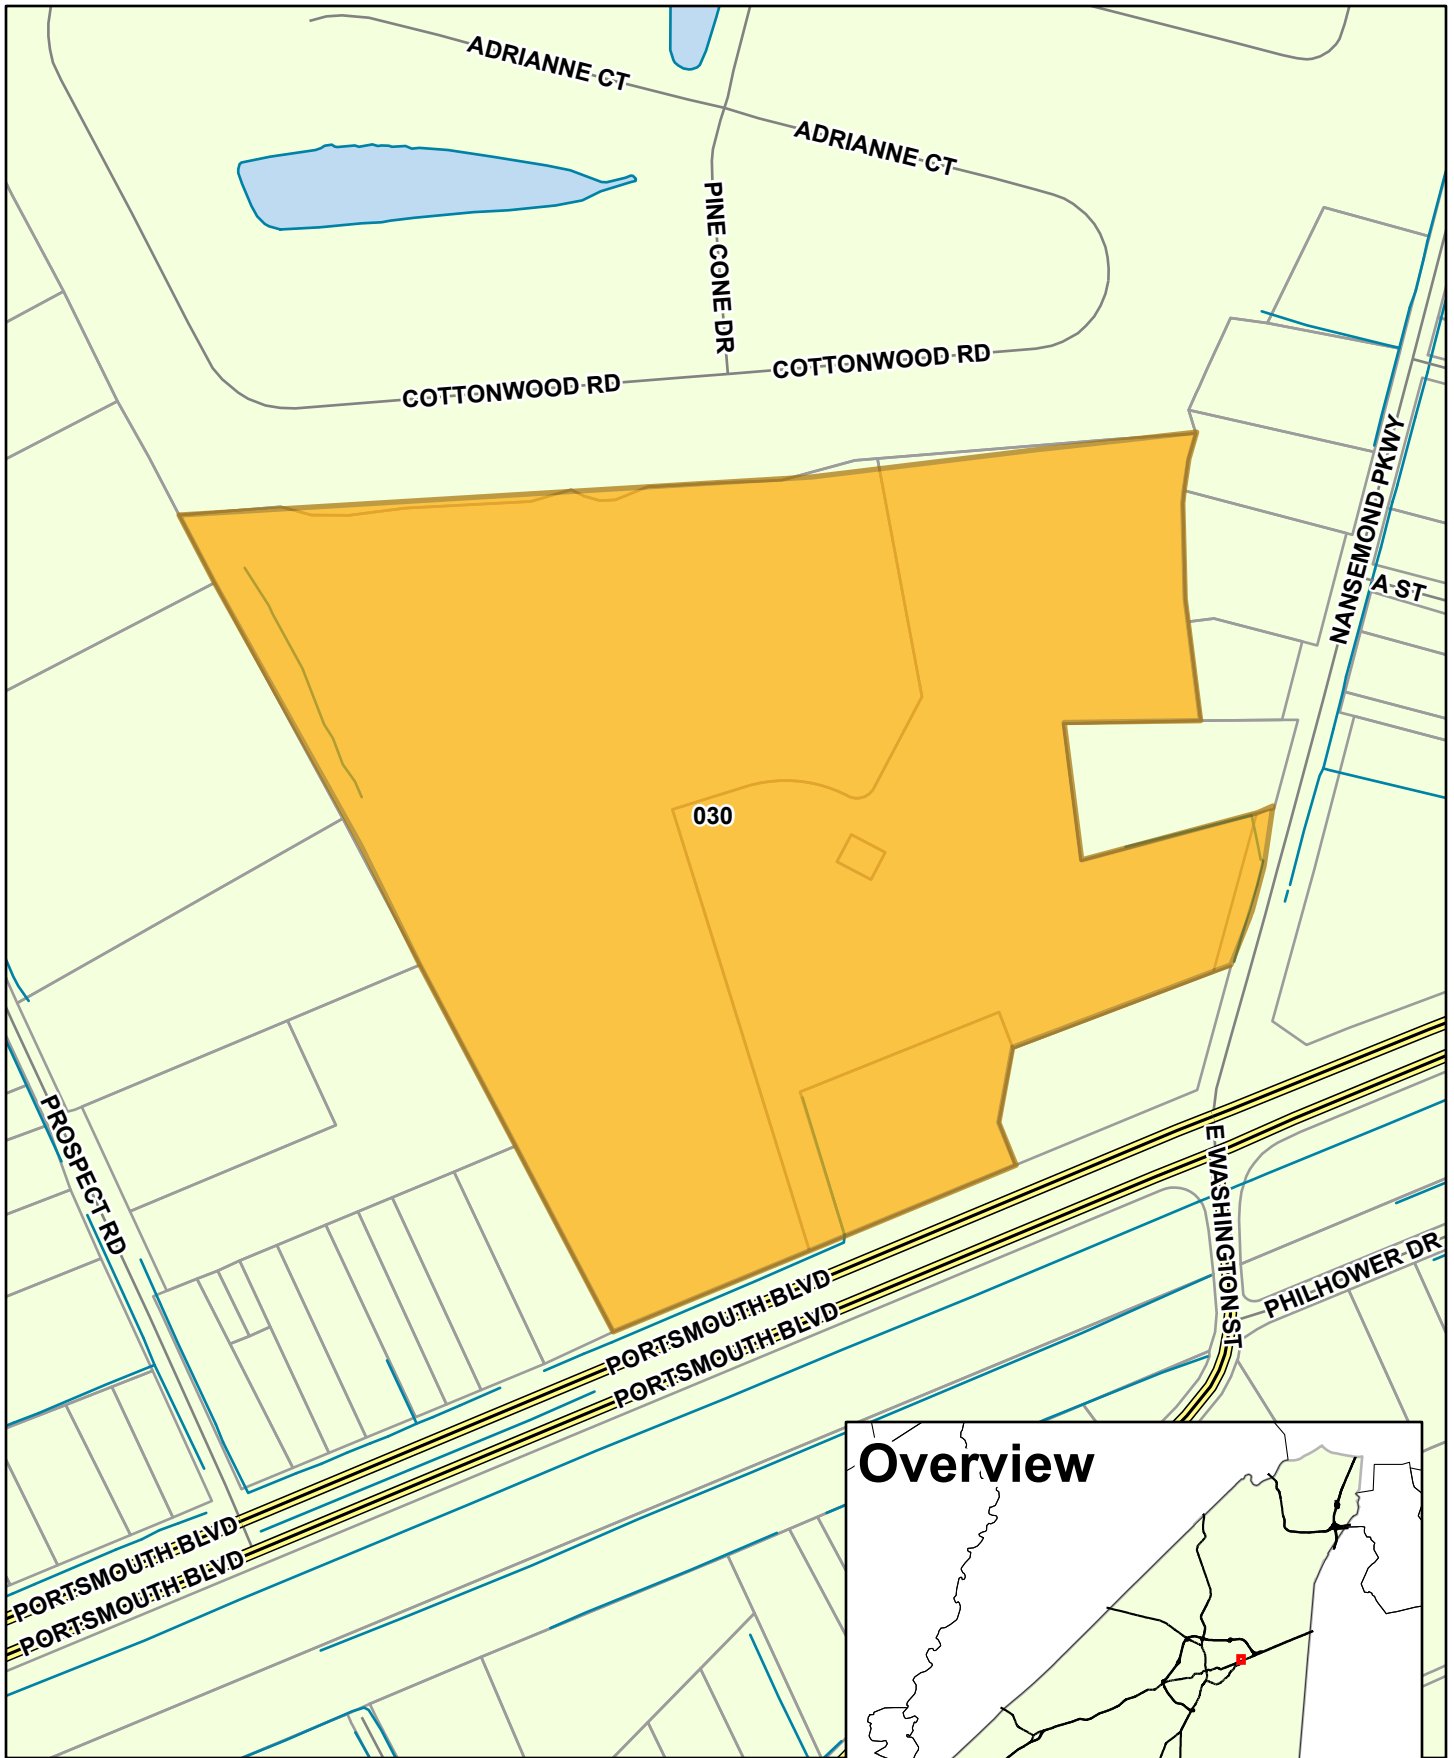 ADRIANNE CT
ADRIANNE CT
PINE CONE DR
COTTONWOOD RD
COTTONWOOD RD
NANSEMOND PKWY
A ST
030
PROSPECT RD
E WASHINGTON ST
PHILHOWER DR
PORTSMOUTH BLVD
PORTSMOUTH BLVD
PORTSMOUTH BLVD
PORTSMOUTH BLVD
Overview